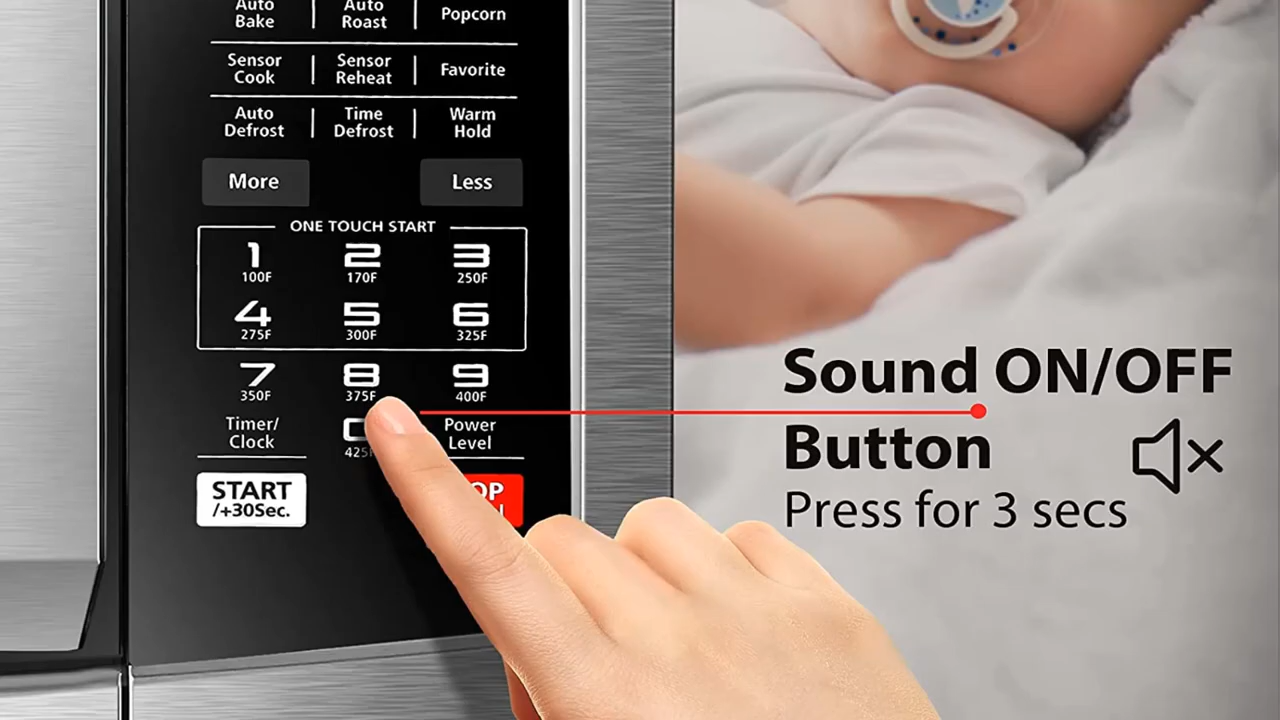 Auto
Bake
Auto
Roast
Popcorn
Sensor
Cook
Sensor
Reheat
Favorite
Auto
Defrost
Time
Defrost
Warm
Hold
More
Less
ONE TOUCH START
1
100F
2
170F
3
250F
4
275F
5
300F
6
325F
7
350F
8
375F
9
400F
Timer/
Clock
Power
Level
START
/+30Sec.
Sound ON/OFF
Button
Press for 3 secs